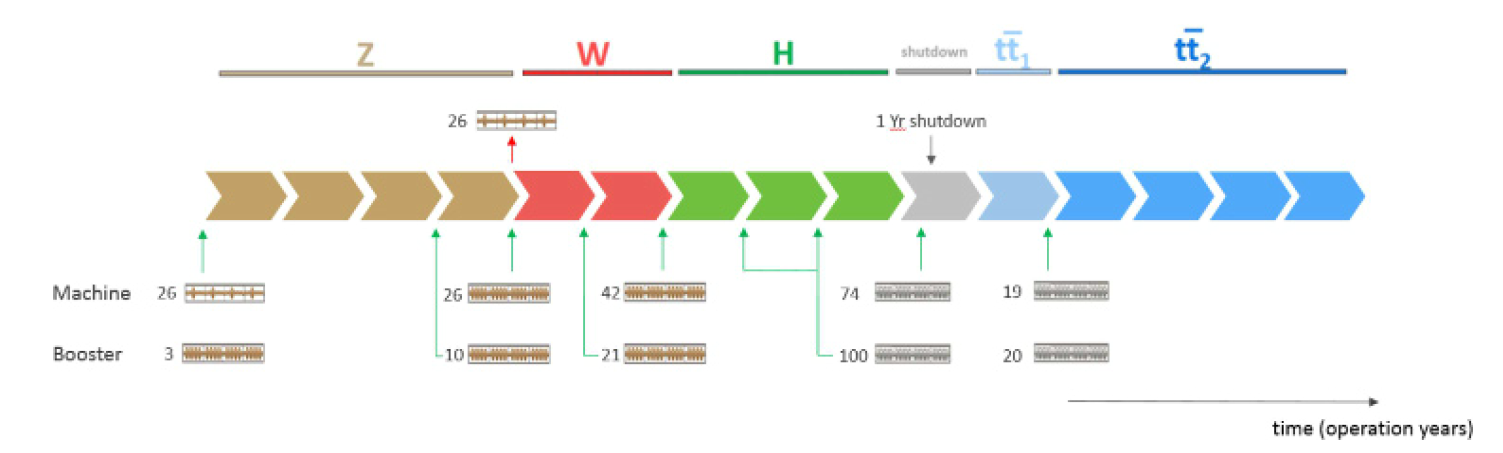 Z W H shutdown tt̄₁ tt̄₂
26 1 Yr shutdown
Machine 26 26 42 74 19
Booster 3 10 21 100 20
time (operation years)